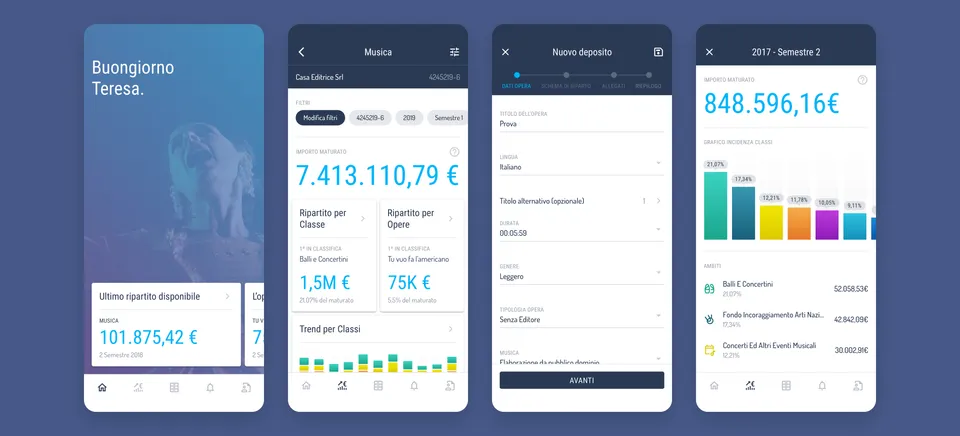 Buongiorno
Teresa.
Ultimo ripartito disponibile
MUSICA
101.875,42 €
2 Semestre 2018
L'op
TU V
7
Musica
Casa Editrice Srl
4245219-6
FILTRI
Modifica filtri
4245219-6
2019
Semestre 1
IMPORTO MATURATO
7.413.110,79 €
Ripartito per
Classe
1° IN CLASSIFICA
Balli e Concertini
1,5M €
21,07% del maturato
Ripartito per
Opere
1° IN CLASSIFICA
Tu vuo fa l'americano
75K €
5,5% del maturato
Trend per Classi
Nuovo deposito
DATI OPERA
SCHEMA DI RIPARTO
ALLEGATI
RIEPILOGO
TITOLO DELL'OPERA
Prova
LINGUA
Italiano
Titolo alternativo (opzionale)
1
DURATA
00:05:59
GENERE
Leggero
TIPOLOGIA OPERA
Senza Editore
MUSICA
Elaborazione da pubblico dominio
AVANTI
2017 - Semestre 2
IMPORTO MATURATO
848.596,16€
GRAFICO INCIDENZA CLASSI
21,07%
17,34%
12,21%
11,78%
10,05%
9,11%
AMBITI
Balli E Concertini
21,07%
52.058,53€
Fondo Incoraggiamento Arti Nazi...
17,34%
42.842,09€
Concerti Ed Altri Eventi Musicali
12,21%
30.002,91€